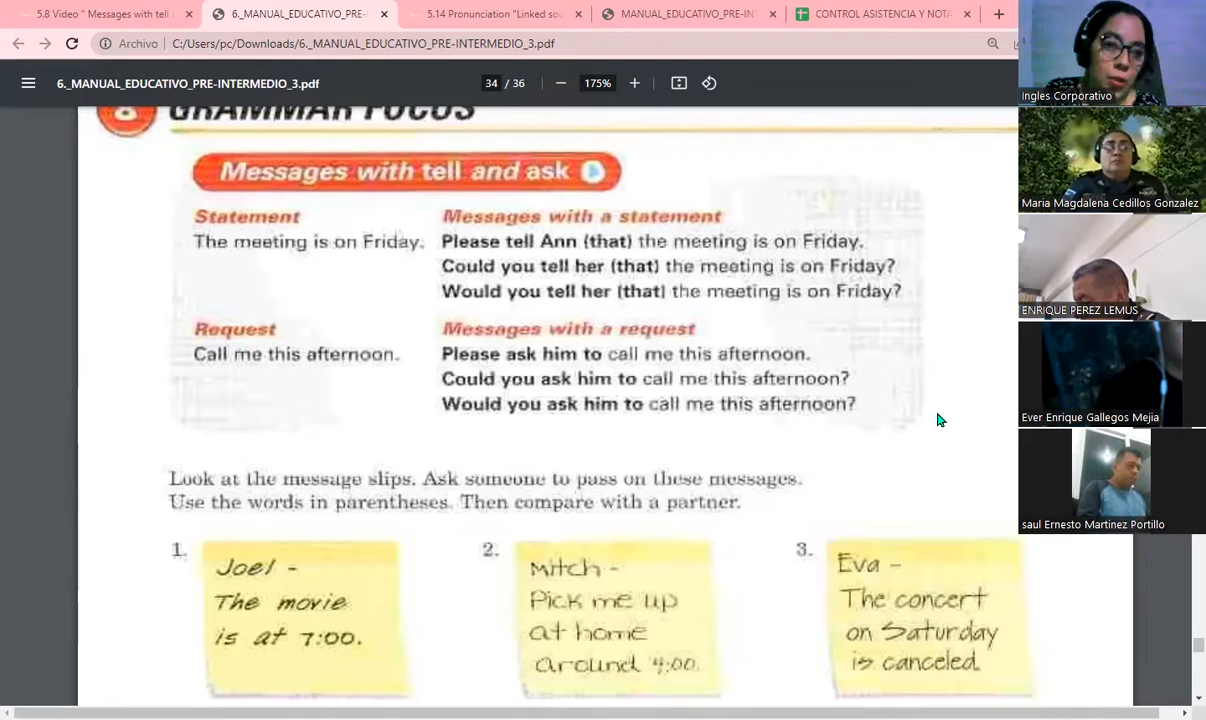 5.8 Video " Messages with tell
6._MANUAL_EDUCATIVO_PRE-
5.14 Pronunciation "Linked sou
MANUAL_EDUCATIVO_PRE-INT
CONTROL ASISTENCIA Y NOTA
Archivo
C:/Users/pc/Downloads/6._MANUAL_EDUCATIVO_PRE-INTERMEDIO_3.pdf
6._MANUAL_EDUCATIVO_PRE-INTERMEDIO_3.pdf
34 / 36
175%
8 GRAMMAR FOCUS
Messages with tell and ask
Statement
Messages with a statement
The meeting is on Friday.
Please tell Ann (that) the meeting is on Friday.
Could you tell her (that) the meeting is on Friday?
Would you tell her (that) the meeting is on Friday?
Request
Messages with a request
Call me this afternoon.
Please ask him to call me this afternoon.
Could you ask him to call me this afternoon?
Would you ask him to call me this afternoon?
Look at the message slips. Ask someone to pass on these messages.
Use the words in parentheses. Then compare with a partner.
1.
Joel -
The movie
is at 7:00.
2.
Mitch -
Pick me up
at home
around 4:00.
3.
Eva -
The concert
on Saturday
is canceled.
Ingles Corporativo
Maria Magdalena Cedillos Gonzalez
ENRIQUE PEREZ LEMUS
Ever Enrique Gallegos Mejia
saul Ernesto Martinez Portillo